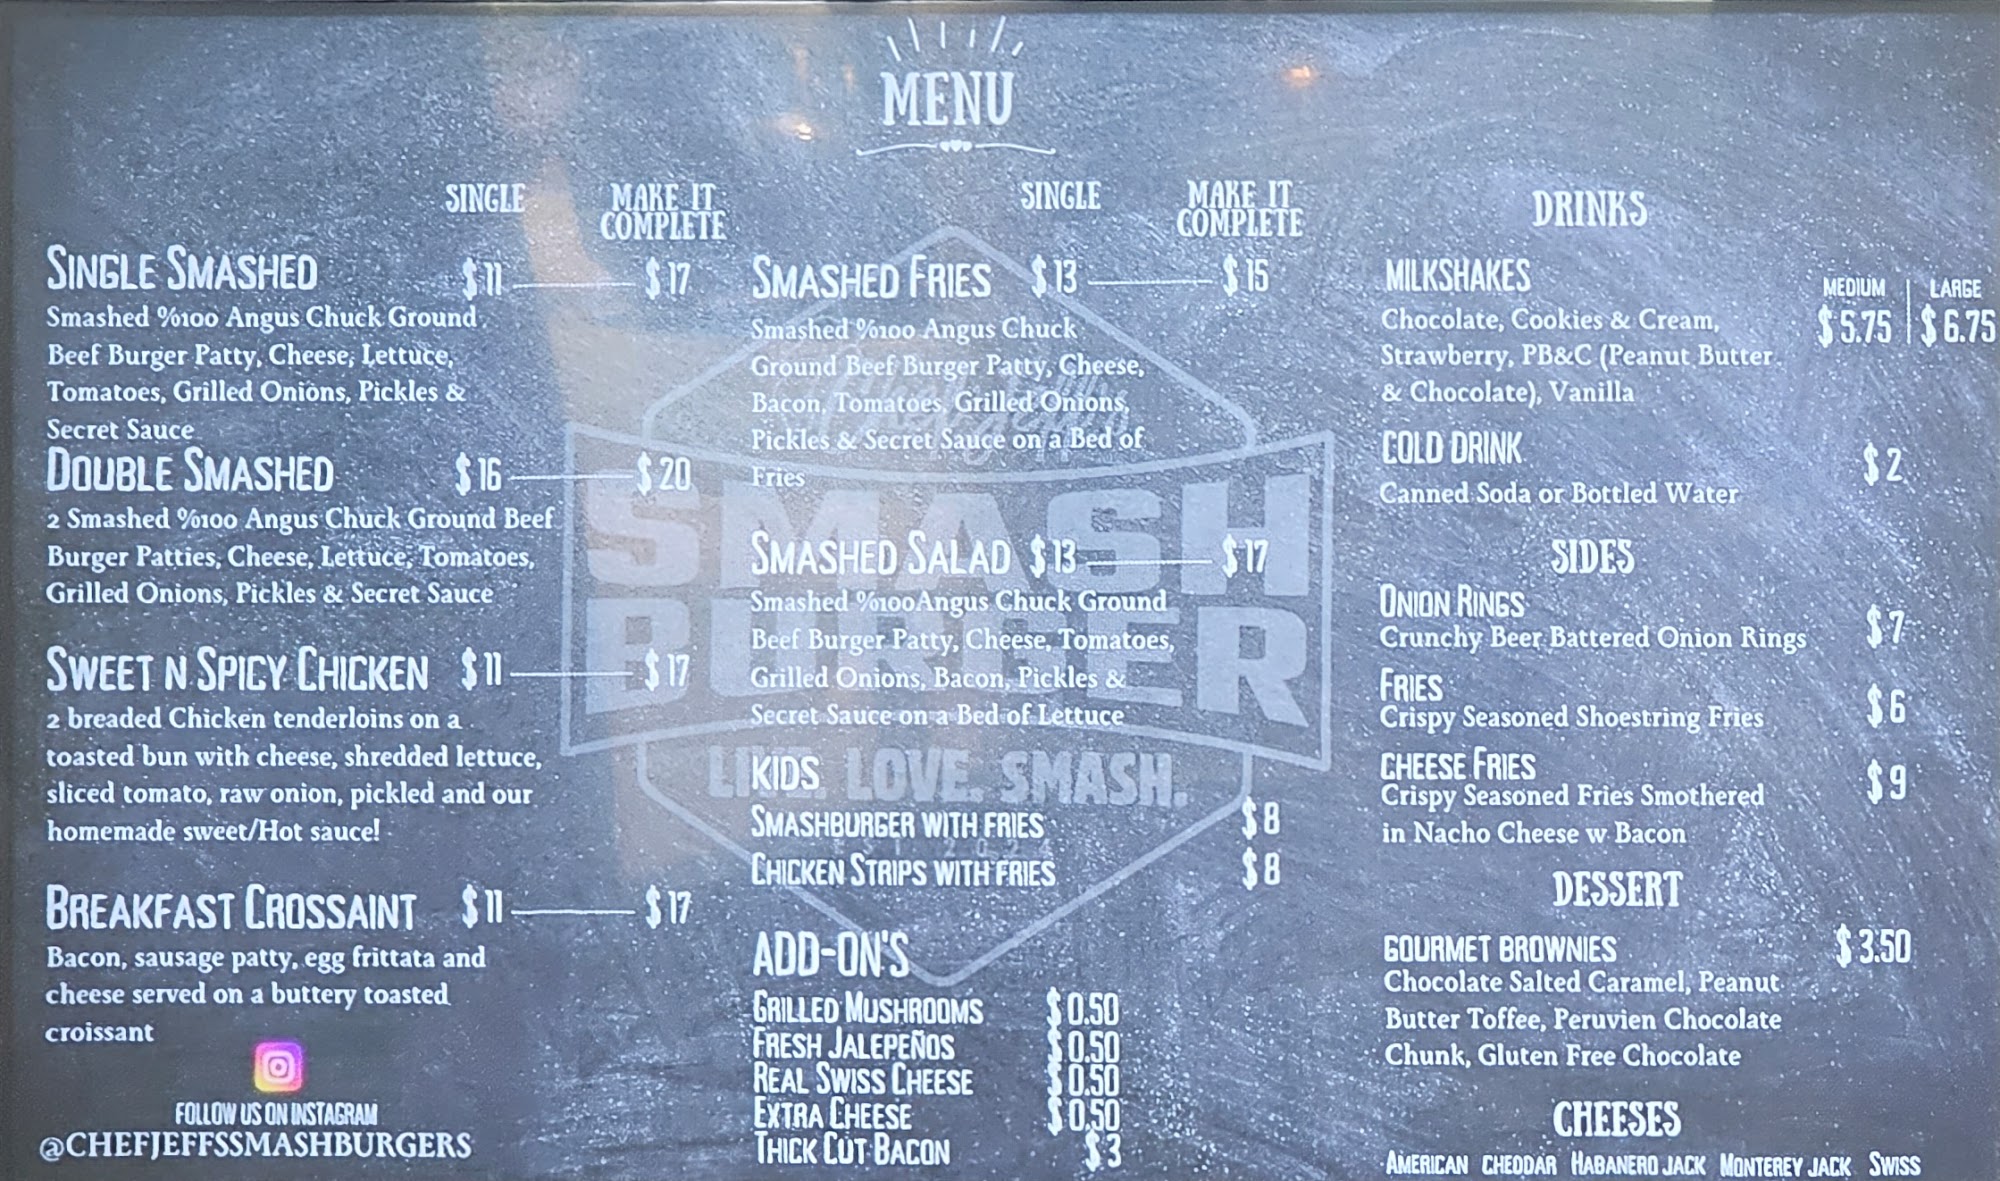 MENU
SINGLE
MAKE IT
COMPLETE
SINGLE SMASHED $11 $17
Smashed %100 Angus Chuck Ground
Beef Burger Patty, Cheese, Lettuce,
Tomatoes, Grilled Onions, Pickles &
Secret Sauce
DOUBLE SMASHED $16 $20
2 Smashed %100 Angus Chuck Ground Beef
Burger Patties, Cheese, Lettuce, Tomatoes,
Grilled Onions, Pickles & Secret Sauce
SWEET N SPICY CHICKEN $11 $17
2 breaded Chicken tenderloins on a
toasted bun with cheese, shredded lettuce,
sliced tomato, raw onion, pickled and our
homemade sweet/Hot sauce!
BREAKFAST CROSSAINT $11 $17
Bacon, sausage patty, egg frittata and
cheese served on a buttery toasted
croissant
FOLLOW US ON INSTAGRAM
@CHEFJEFFSSMASHBURGERS
SINGLE
MAKE IT
COMPLETE
SMASHED FRIES $13 $15
Smashed %100 Angus Chuck
Ground Beef Burger Patty, Cheese,
Bacon, Tomatoes, Grilled Onions,
Pickles & Secret Sauce on a Bed of
Fries
SMASHED SALAD $13 $17
Smashed %100Angus Chuck Ground
Beef Burger Patty, Cheese, Tomatoes,
Grilled Onions, Bacon, Pickles &
Secret Sauce on a Bed of Lettuce
KIDS
SMASHBURGER WITH FRIES $8
CHICKEN STRIPS WITH FRIES $8
ADD-ON'S
GRILLED MUSHROOMS $0.50
FRESH JALEPEÑOS $0.50
REAL SWISS CHEESE $0.50
EXTRA CHEESE $0.50
THICK CUT BACON $3
SMASH
BURGER
LOVE. SMASH.
DRINKS
MILKSHAKES
MEDIUM | LARGE
$5.75 | $6.75
Chocolate, Cookies & Cream,
Strawberry, PB&C (Peanut Butter
& Chocolate), Vanilla
COLD DRINK $2
Canned Soda or Bottled Water
SIDES
ONION RINGS $7
Crunchy Beer Battered Onion Rings
FRIES $6
Crispy Seasoned Shoestring Fries
CHEESE FRIES $9
Crispy Seasoned Fries Smothered
in Nacho Cheese w Bacon
DESSERT
GOURMET BROWNIES $3.50
Chocolate Salted Caramel, Peanut
Butter Toffee, Peruvien Chocolate
Chunk, Gluten Free Chocolate
CHEESES
AMERICAN CHEDDAR HABANERO JACK MONTEREY JACK SWISS